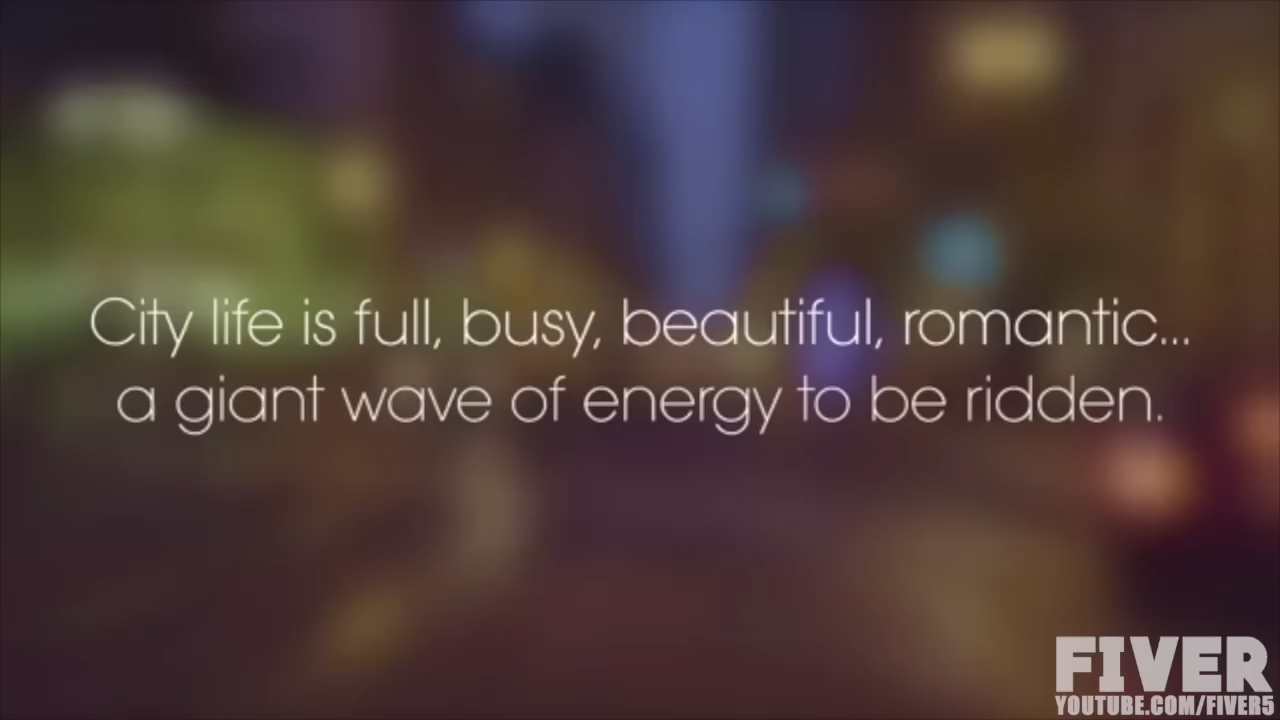 City life is full, busy, beautiful, romantic...
a giant wave of energy to be ridden.
FIVER
YOUTUBE.COM/FIVER5